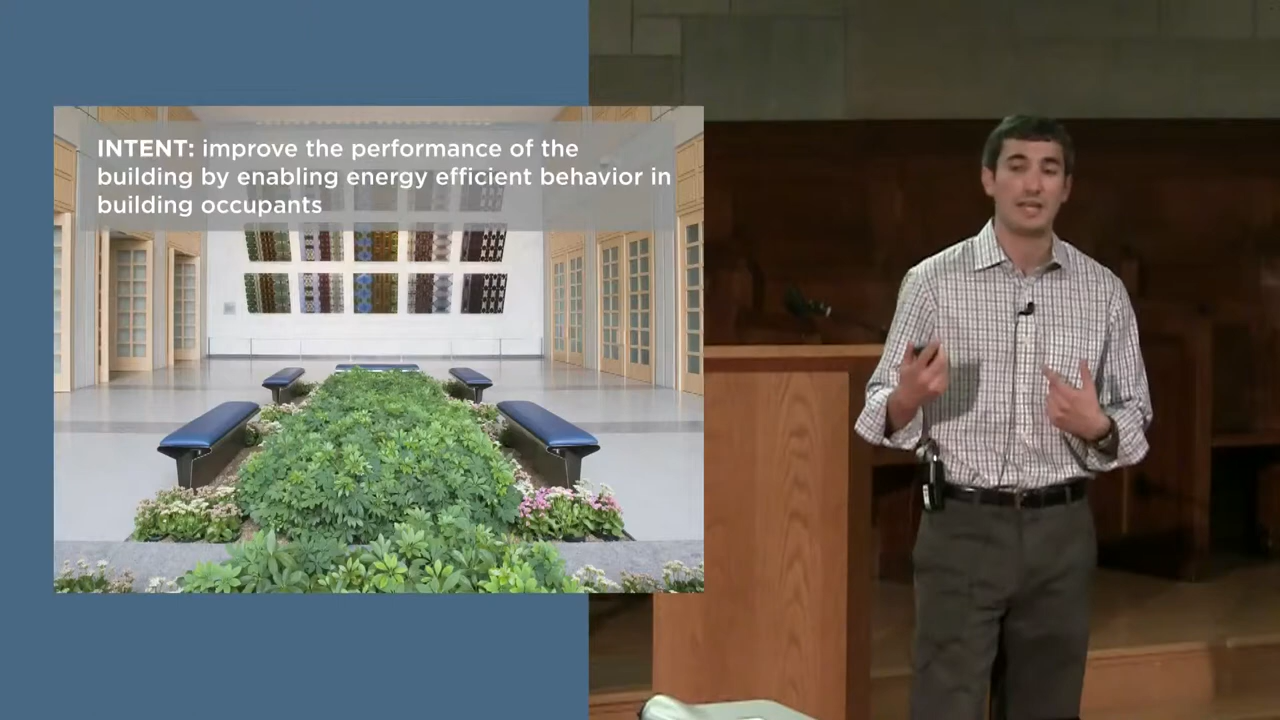 INTENT: improve the performance of the
building by enabling energy efficient behavior in
building occupants